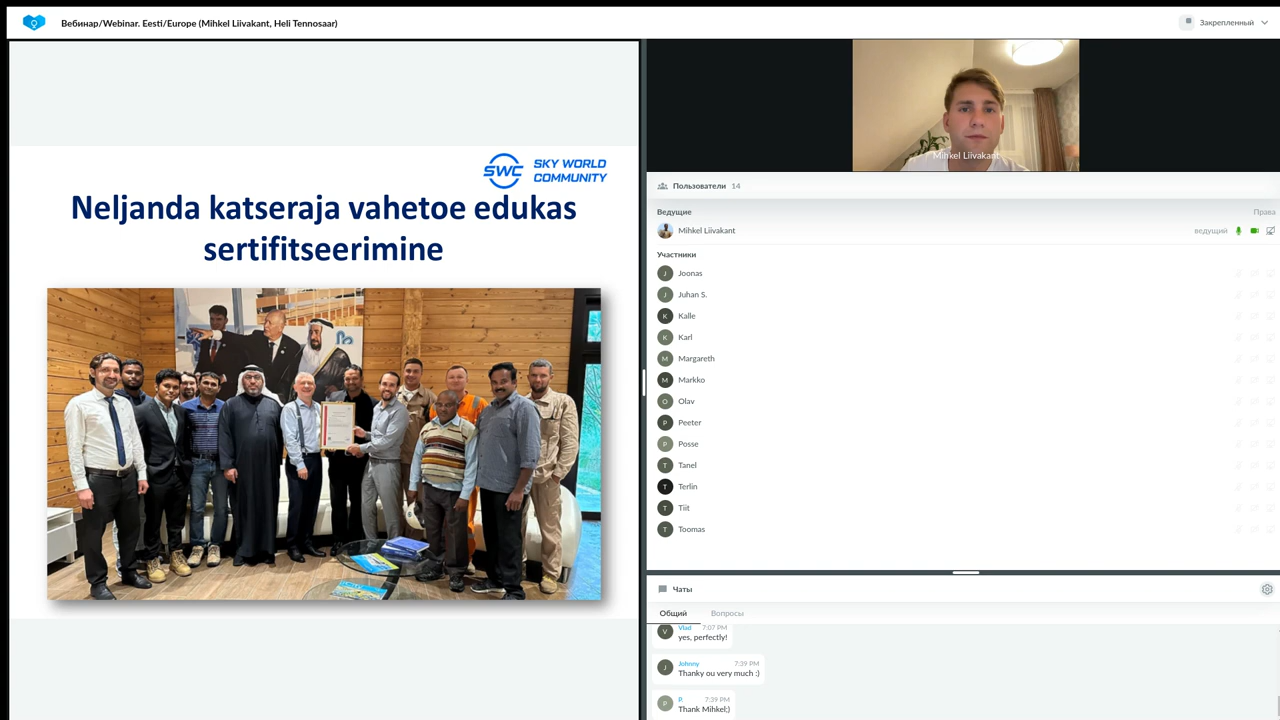 Вебинар/Webinar. Eesti/Europe (Mihkel Liivakant, Heli Tennosaar)
Закрепленный
SWC
SKY WORLD
COMMUNITY
Neljanda katseraja vahetoe edukas
sertifitseerimine
Mihkel Liivakant
Пользователи 14
Ведущие Права
Mihkel Liivakant ведущий
Участники
J Joonas
J Juhan S.
K Kalle
K Karl
M Margareth
M Markko
O Olav
P Peeter
P Posse
T Tanel
T Terlin
T Tiit
T Toomas
Чаты
Общий Вопросы
V Vlad 7:07 PM
yes, perfectly!
J Johnny 7:39 PM
Thanky ou very much :)
P P. 7:39 PM
Thank Mihkel;)